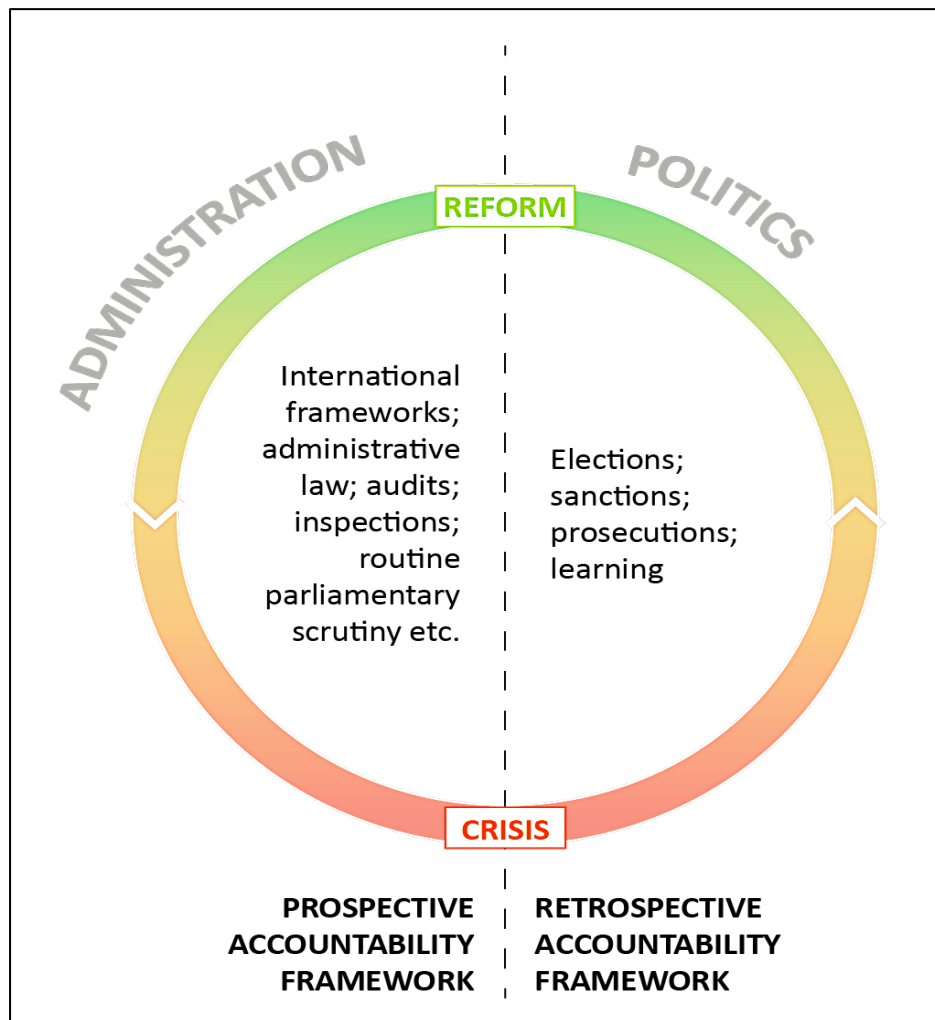 ADMINISTRATION
POLITICS
REFORM
International
frameworks;
administrative
law; audits;
inspections;
routine
parliamentary
scrutiny etc.
Elections;
sanctions;
prosecutions;
learning
CRISIS
PROSPECTIVE
ACCOUNTABILITY
FRAMEWORK
RETROSPECTIVE
ACCOUNTABILITY
FRAMEWORK